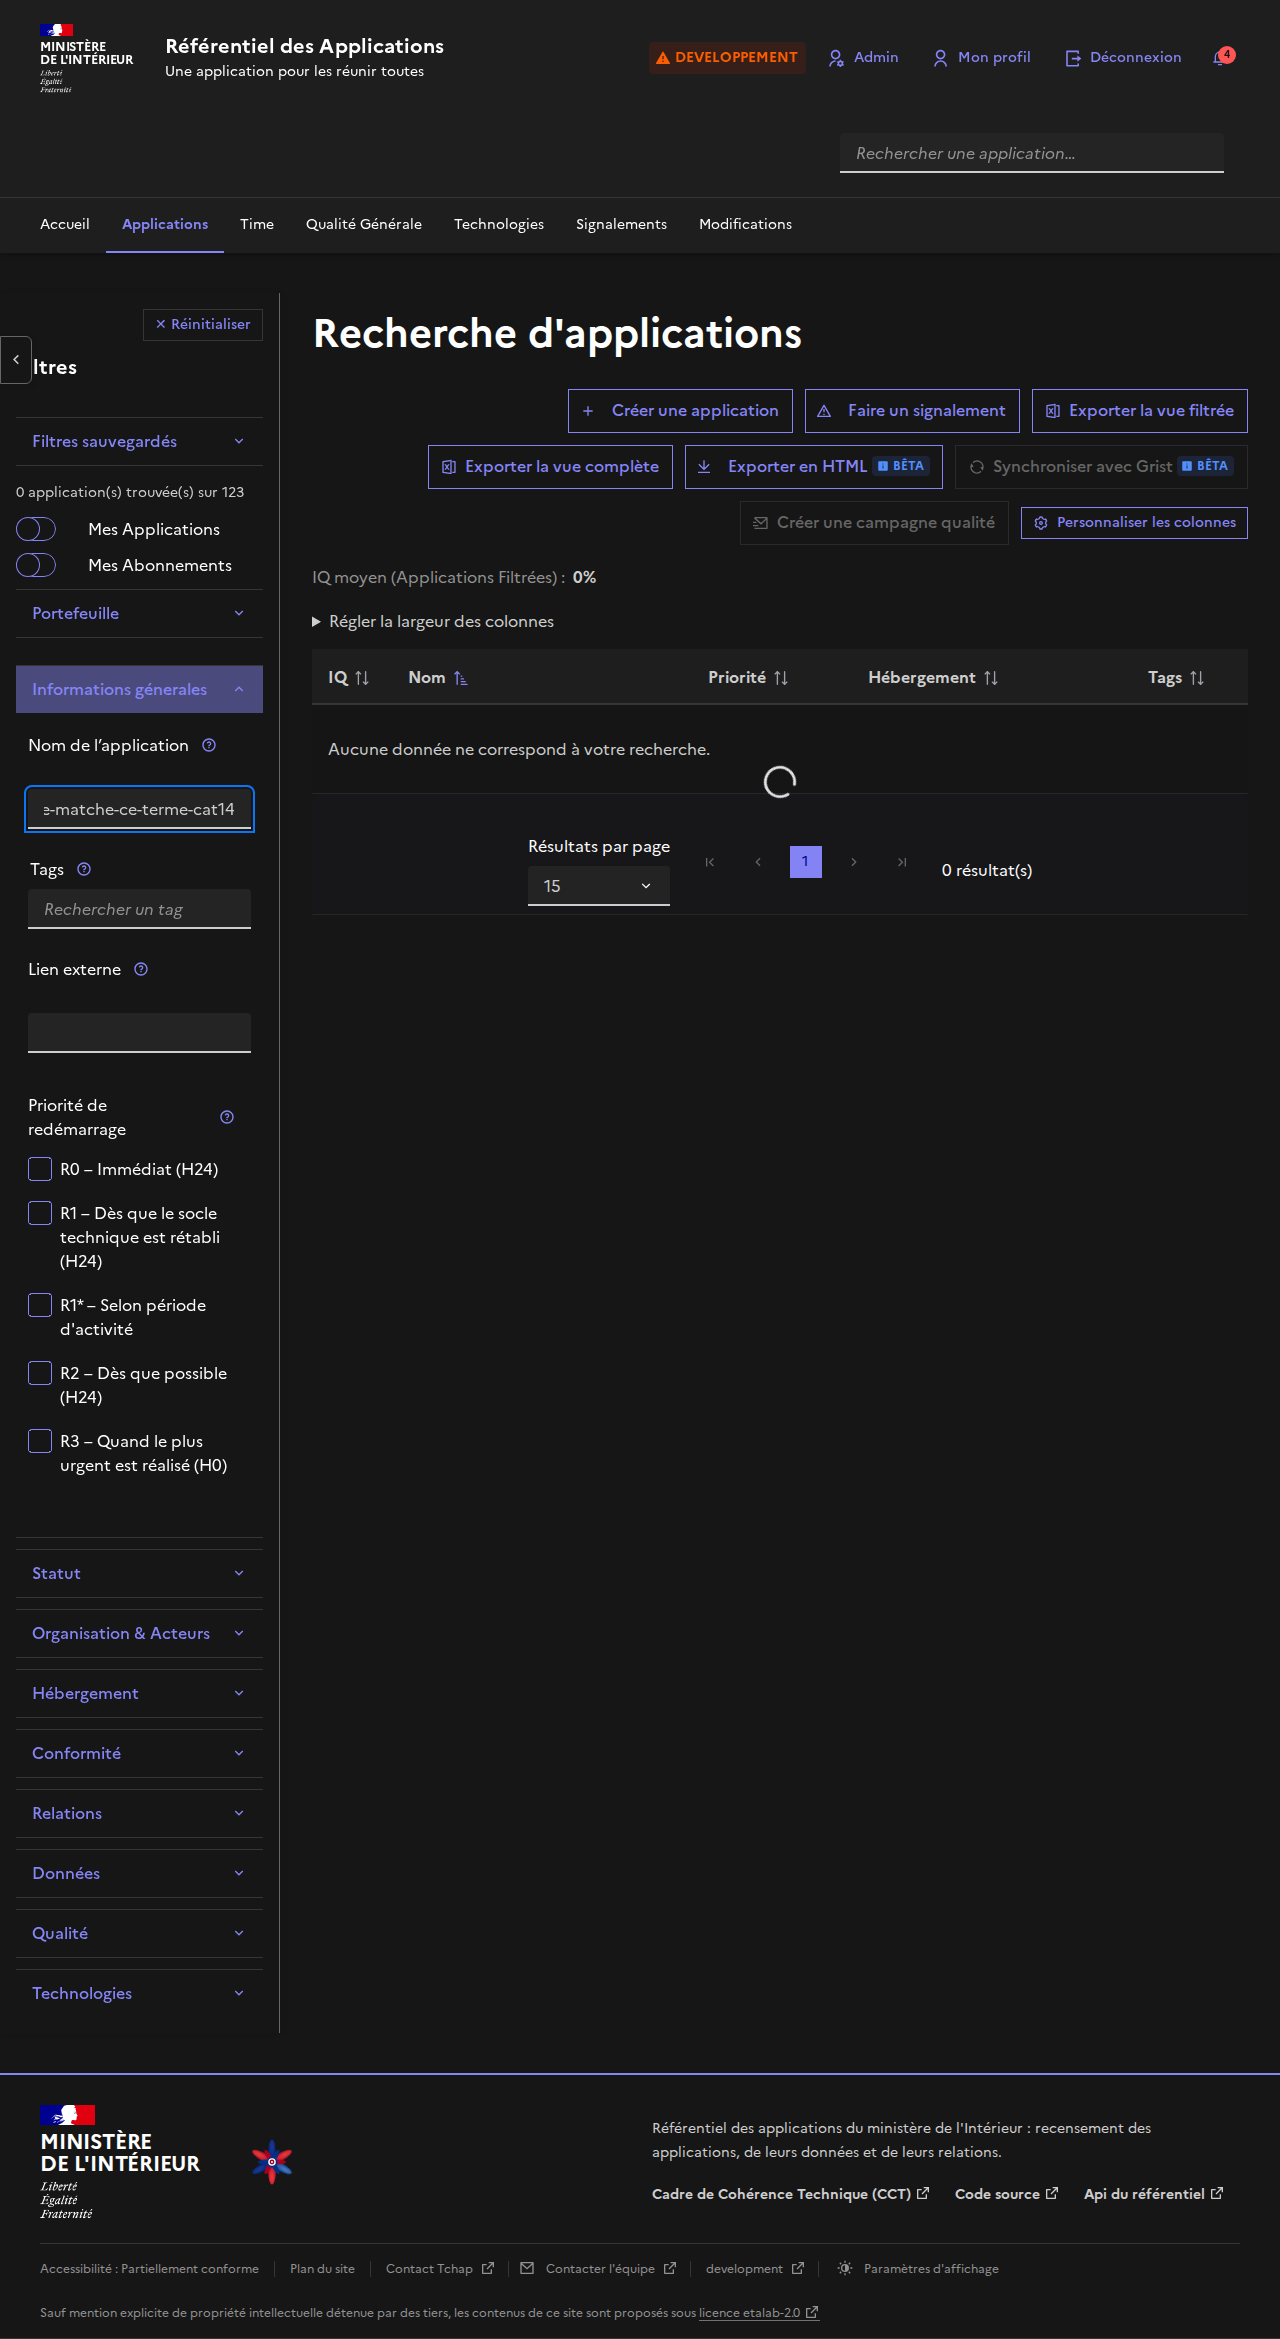 MINISTÈRE
DE L'INTÉRIEUR
Liberté
Égalité
Fraternité
Référentiel des Applications
Une application pour les réunir toutes
DEVELOPPEMENT
Admin
Mon profil
Déconnexion
4
Rechercher une application…
Accueil
Applications
Time
Qualité Générale
Technologies
Signalements
Modifications
Réinitialiser
ltres
Filtres sauvegardés
0 application(s) trouvée(s) sur 123
Mes Applications
Mes Abonnements
Portefeuille
Informations génerales
Nom de l’application
e-matche-ce-terme-cat14
Tags
Rechercher un tag
Lien externe
Priorité de
redémarrage
R0 – Immédiat (H24)
R1 – Dès que le socle
technique est rétabli
(H24)
R1* – Selon période
d'activité
R2 – Dès que possible
(H24)
R3 – Quand le plus
urgent est réalisé (H0)
Statut
Organisation & Acteurs
Hébergement
Conformité
Relations
Données
Qualité
Technologies
Recherche d'applications
Créer une application
Faire un signalement
Exporter la vue filtrée
Exporter la vue complète
Exporter en HTML BÊTA
Synchroniser avec Grist BÊTA
Créer une campagne qualité
Personnaliser les colonnes
IQ moyen (Applications Filtrées) : 0%
Régler la largeur des colonnes
IQ Nom Priorité Hébergement Tags
Aucune donnée ne correspond à votre recherche.
Résultats par page
15
1
0 résultat(s)
MINISTÈRE
DE L'INTÉRIEUR
Liberté
Égalité
Fraternité
Référentiel des applications du ministère de l'Intérieur : recensement des
applications, de leurs données et de leurs relations.
Cadre de Cohérence Technique (CCT)
Code source
Api du référentiel
Accessibilité : Partiellement conforme
Plan du site
Contact Tchap
Contacter l'équipe
development
Paramètres d'affichage
Sauf mention explicite de propriété intellectuelle détenue par des tiers, les contenus de ce site sont proposés sous licence etalab-2.0